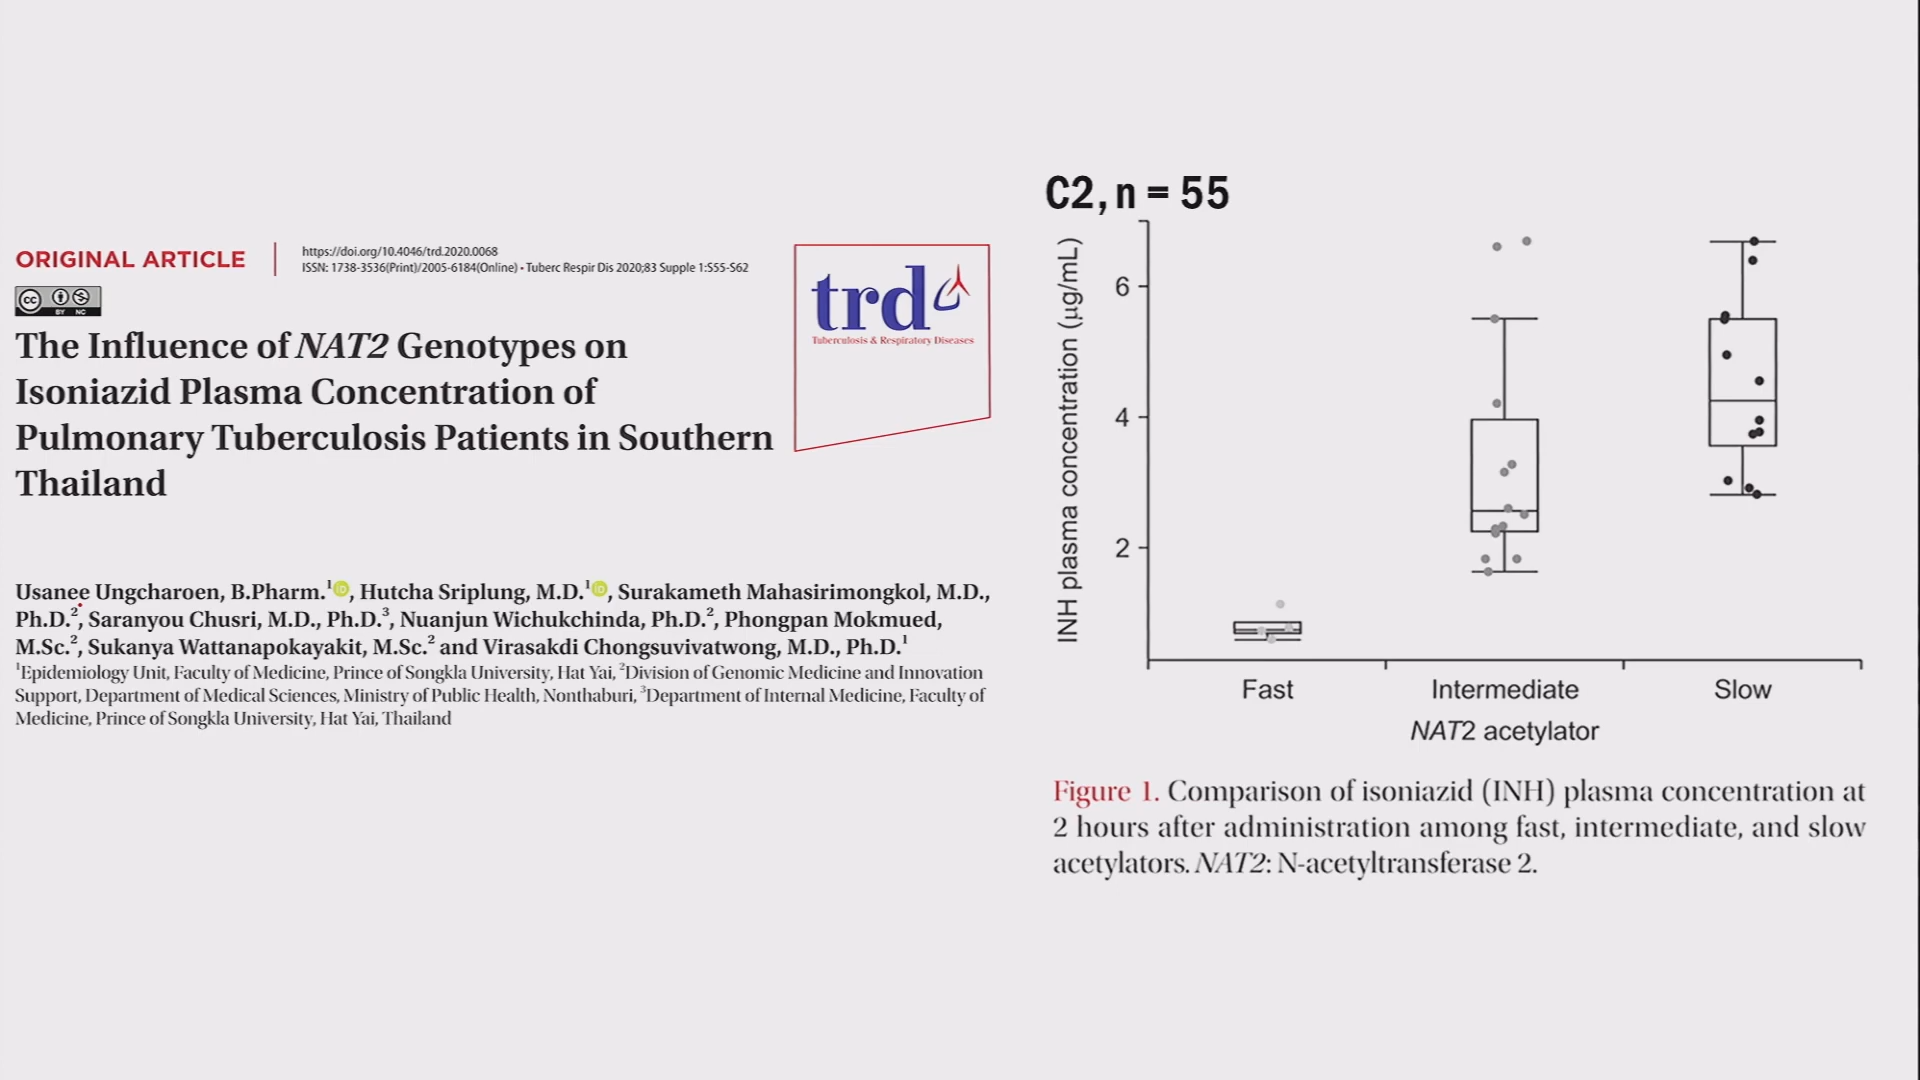 ORIGINAL ARTICLE
https://doi.org/10.4046/trd.2020.0068
ISSN: 1738-3536(Print)/2005-6184(Online) • Tuberc Respir Dis 2020;83 Supple 1:S55-S62
cc BY NC
The Influence of NAT2 Genotypes on
Isoniazid Plasma Concentration of
Pulmonary Tuberculosis Patients in Southern
Thailand
trd
Tuberculosis & Respiratory Diseases
Usanee Ungcharoen, B.Pharm.1 iD, Hutcha Sriplung, M.D.1 iD, Surakameth Mahasirimongkol, M.D.,
Ph.D.2, Saranyou Chusri, M.D., Ph.D.3, Nuanjun Wichukchinda, Ph.D.2, Phongpan Mokmued,
M.Sc.2, Sukanya Wattanapokayakit, M.Sc.2 and Virasakdi Chongsuvivatwong, M.D., Ph.D.1
1Epidemiology Unit, Faculty of Medicine, Prince of Songkla University, Hat Yai, 2Division of Genomic Medicine and Innovation
Support, Department of Medical Sciences, Ministry of Public Health, Nonthaburi, 3Department of Internal Medicine, Faculty of
Medicine, Prince of Songkla University, Hat Yai, Thailand
C2, n = 55
INH plasma concentration (μg/mL)
6
4
2
Fast Intermediate Slow
NAT2 acetylator
Figure 1. Comparison of isoniazid (INH) plasma concentration at
2 hours after administration among fast, intermediate, and slow
acetylators. NAT2: N-acetyltransferase 2.